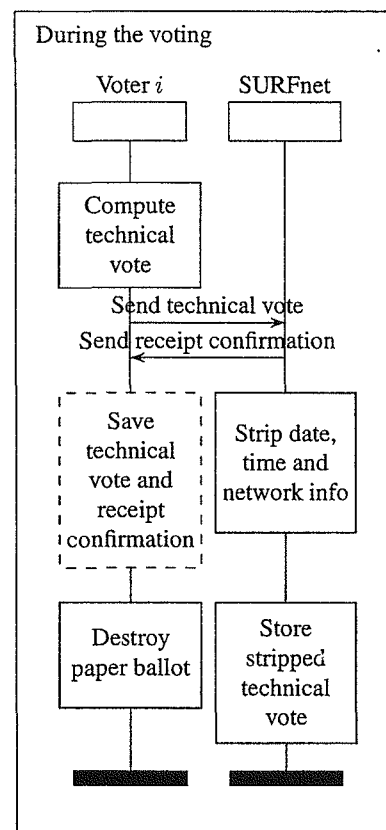 During the voting
Voter i
SURFnet
Compute
technical
vote
Send technical vote
Send receipt confirmation
Save
technical
vote and
receipt
confirmation
Strip date,
time and
network info
Destroy
paper ballot
Store
stripped
technical
vote